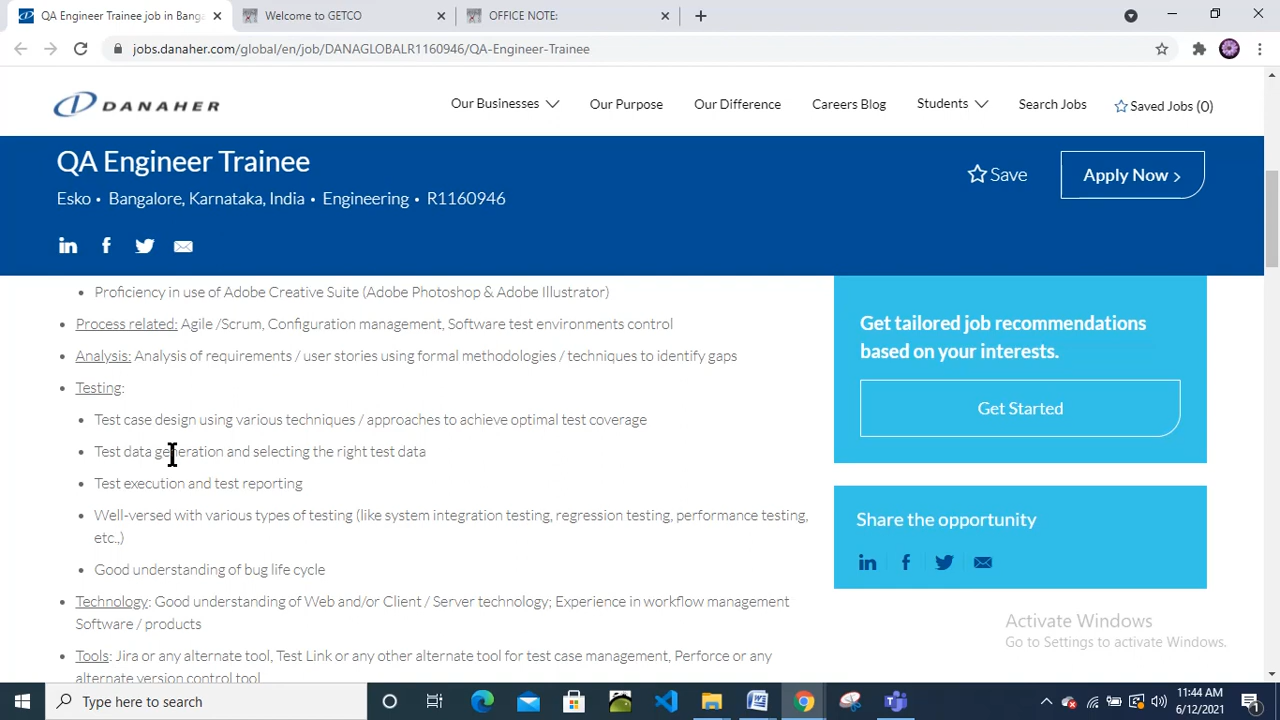 QA Engineer Trainee job in Banga
Welcome to GETCO
OFFICE NOTE:
jobs.danaher.com/global/en/job/DANAGLOBALR1160946/QA-Engineer-Trainee
DANAHER
Our Businesses
Our Purpose
Our Difference
Careers Blog
Students
Search Jobs
Saved Jobs (0)
QA Engineer Trainee
Esko • Bangalore, Karnataka, India • Engineering • R1160946
Save
Apply Now
• Proficiency in use of Adobe Creative Suite (Adobe Photoshop & Adobe Illustrator)
• Process related: Agile /Scrum, Configuration management, Software test environments control
• Analysis: Analysis of requirements / user stories using formal methodologies / techniques to identify gaps
• Testing:
• Test case design using various techniques / approaches to achieve optimal test coverage
• Test data generation and selecting the right test data
• Test execution and test reporting
• Well-versed with various types of testing (like system integration testing, regression testing, performance testing,
etc.,)
• Good understanding of bug life cycle
• Technology: Good understanding of Web and/or Client / Server technology; Experience in workflow management
Software / products
• Tools: Jira or any alternate tool, Test Link or any other alternate tool for test case management, Perforce or any
alternate version control tool
Get tailored job recommendations
based on your interests.
Get Started
Share the opportunity
Activate Windows
Go to Settings to activate Windows.
Type here to search
11:44 AM
6/12/2021